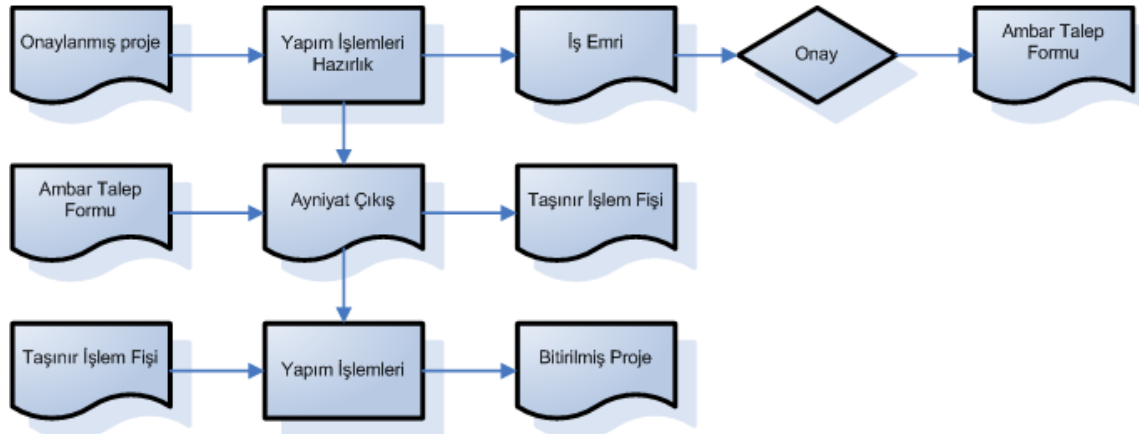 Onaylanmış proje
Yapım İşlemleri
Hazırlık
İş Emri
Onay
Ambar Talep
Formu
Ambar Talep
Formu
Ayniyat Çıkış
Taşınır İşlem Fişi
Taşınır İşlem Fişi
Yapım İşlemleri
Bitirilmiş Proje